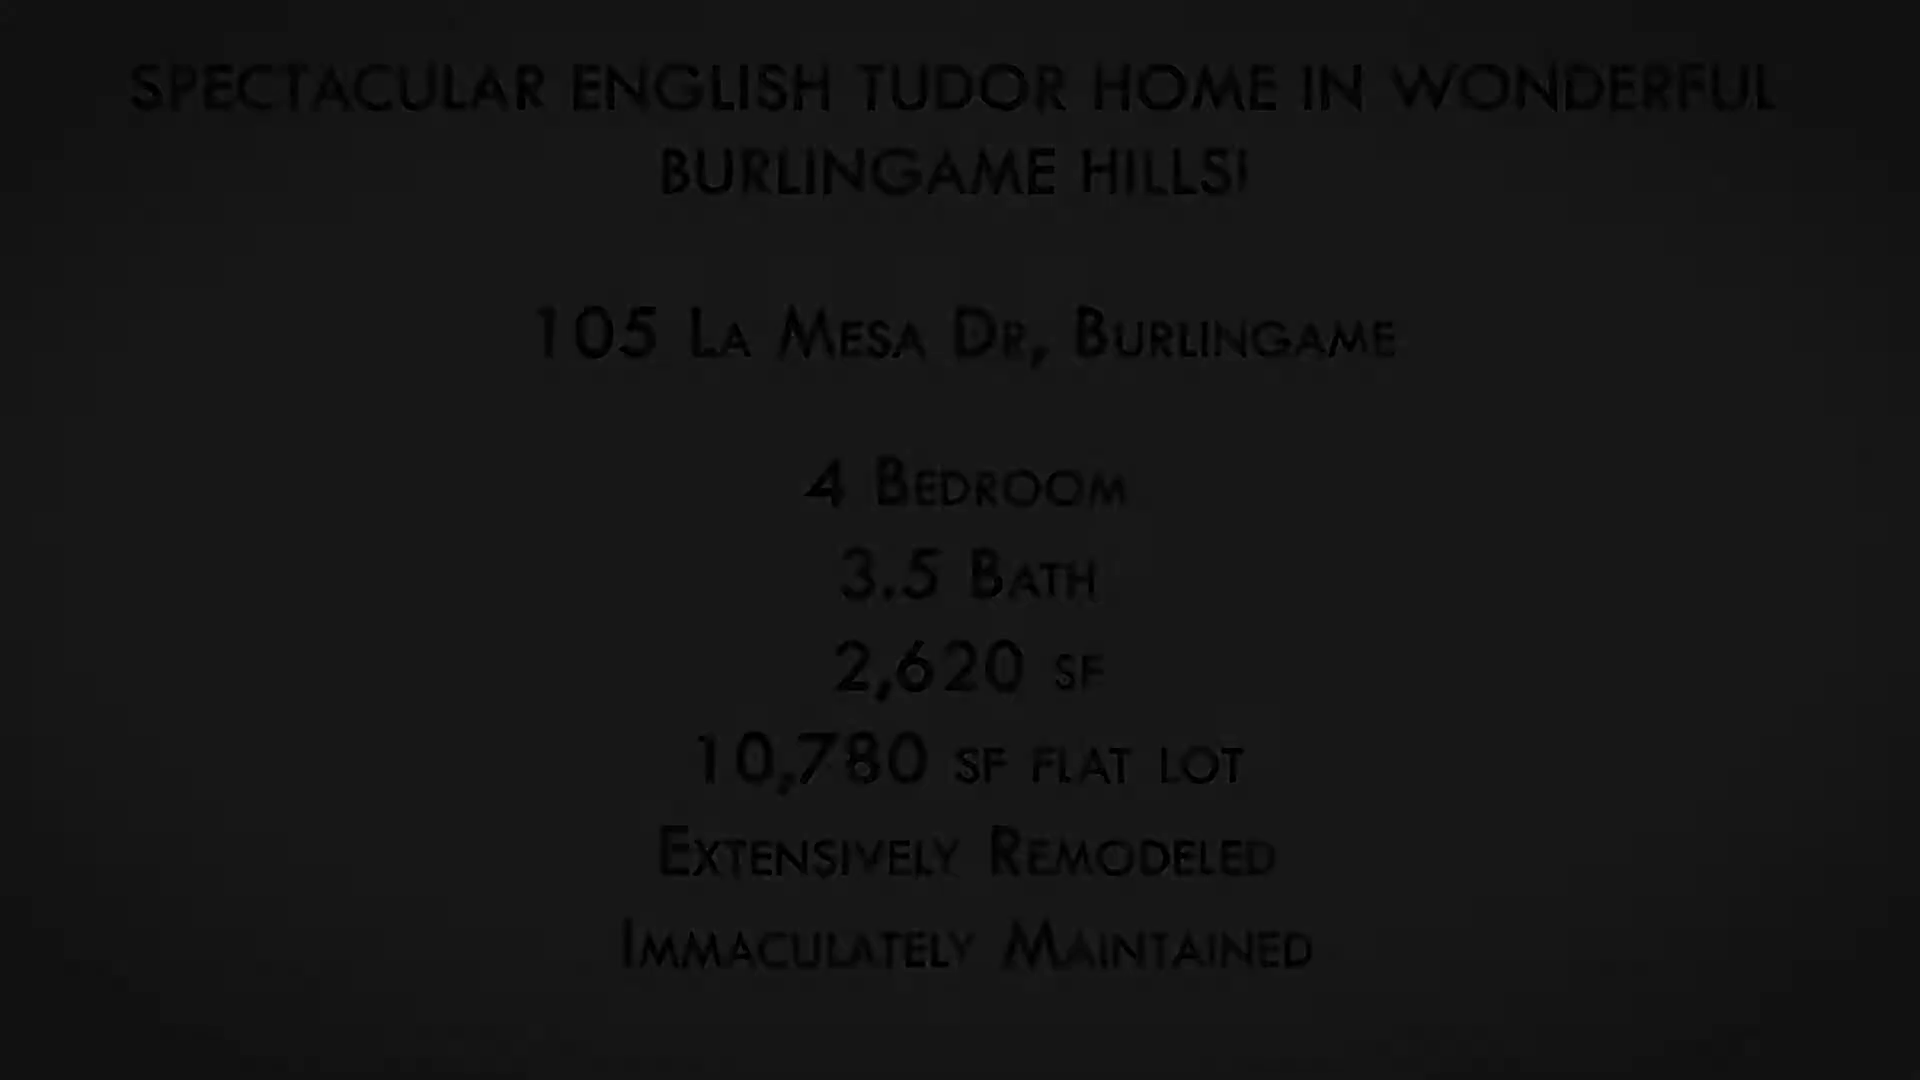 SPECTACULAR ENGLISH TUDOR HOME IN WONDERFUL
BURLINGAME HILLS!
105 La Mesa Dr, Burlingame
4 Bedroom
3.5 Bath
2,620 sf
10,780 sf flat lot
Extensively Remodeled
Immaculately Maintained